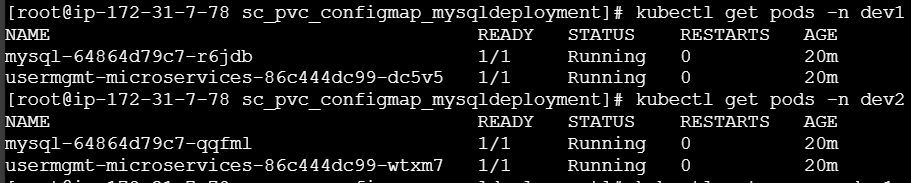 [root@ip-172-31-7-78 sc_pvc_configmap_mysqldeployment]# kubectl get pods -n dev1
NAME READY STATUS RESTARTS AGE
mysql-64864d79c7-r6jdb 1/1 Running 0 20m
usermgmt-microservices-86c444dc99-dc5v5 1/1 Running 0 20m
[root@ip-172-31-7-78 sc_pvc_configmap_mysqldeployment]# kubectl get pods -n dev2
NAME READY STATUS RESTARTS AGE
mysql-64864d79c7-qqfml 1/1 Running 0 20m
usermgmt-microservices-86c444dc99-wtxm7 1/1 Running 0 20m